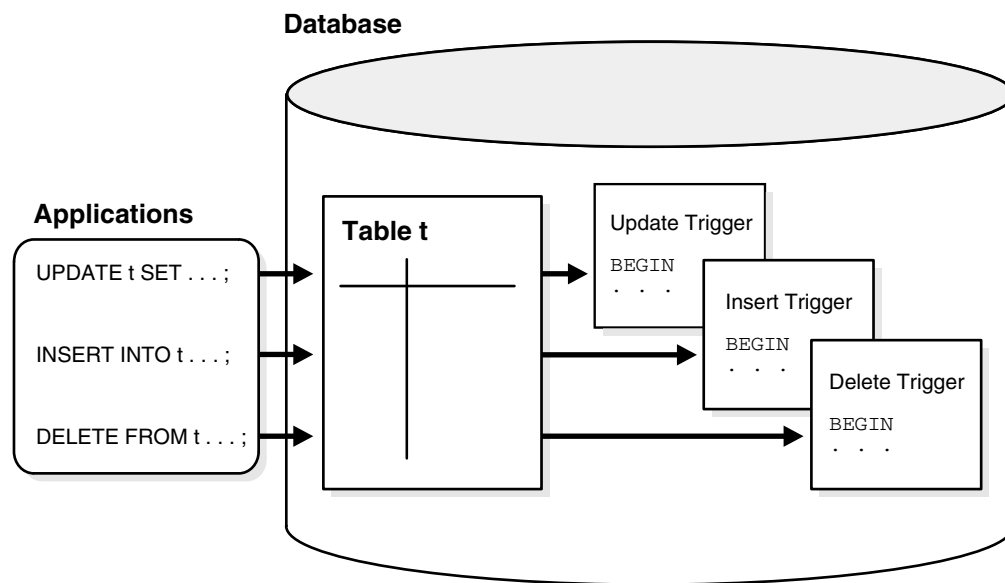 Database
Applications
UPDATE t SET . . . ;
INSERT INTO t . . . ;
DELETE FROM t . . . ;
Table t
Update Trigger
BEGIN
. . .
Insert Trigger
BEGIN
. . .
Delete Trigger
BEGIN
. . .